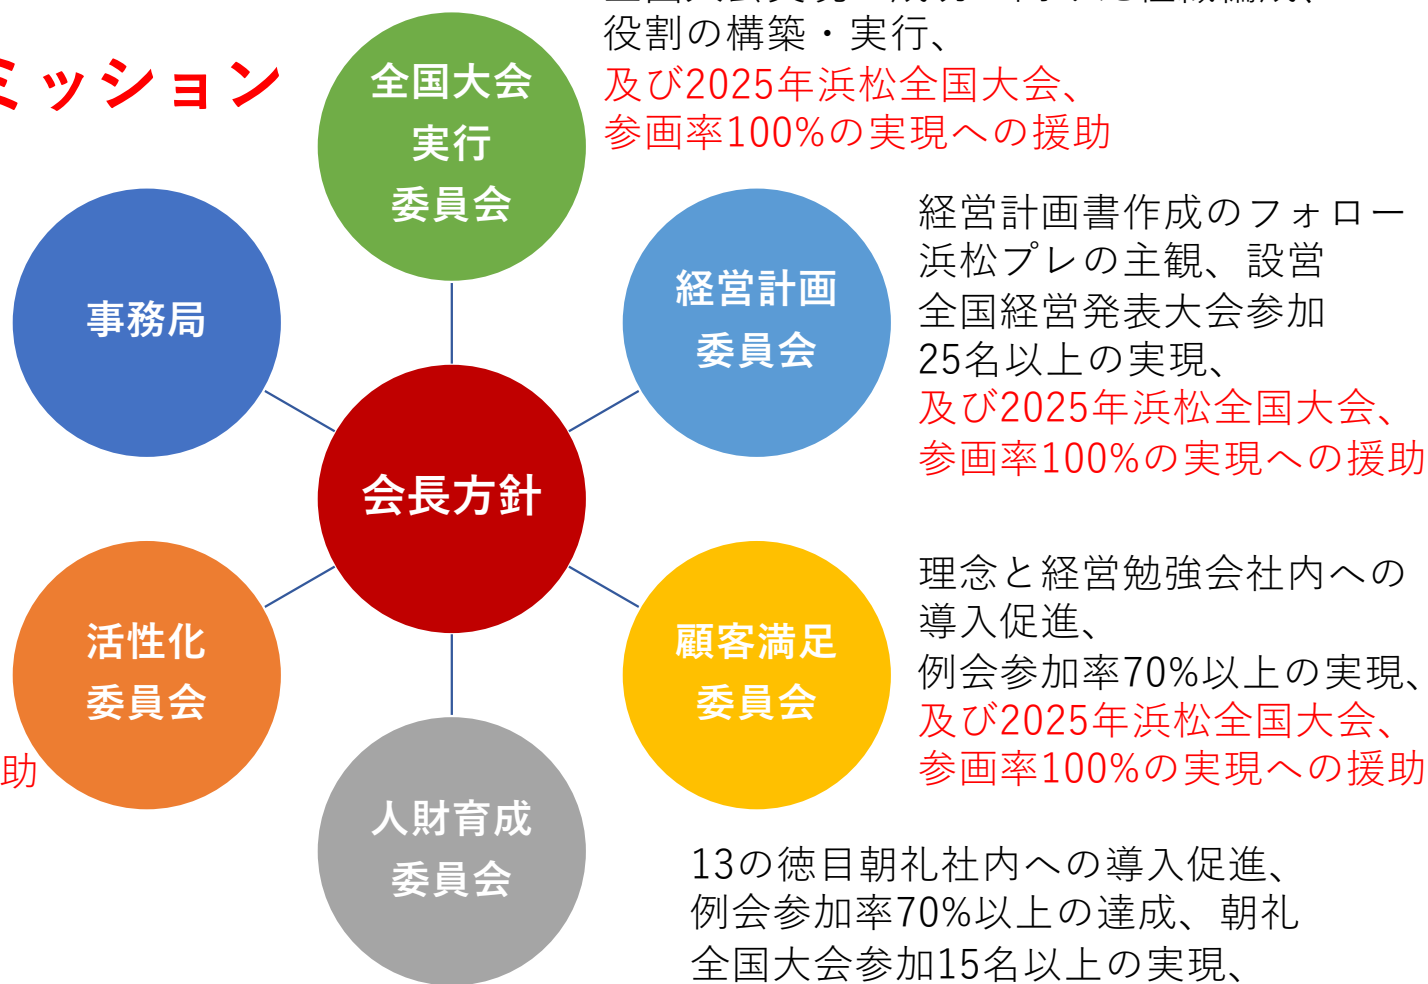 役割の構築・実行、
及び2025年浜松全国大会、
参画率100%の実現への援助
ミッション
全国大会
実行
委員会
事務局
経営計画
委員会
経営計画書作成のフォロー
浜松プレの主観、設営
全国経営発表大会参加
25名以上の実現、
及び2025年浜松全国大会、
参画率100%の実現への援助
会長方針
活性化
委員会
助
顧客満足
委員会
理念と経営勉強会社内への
導入促進、
例会参加率70%以上の実現、
及び2025年浜松全国大会、
参画率100%の実現への援助
人財育成
委員会
13の徳目朝礼社内への導入促進、
例会参加率70%以上の達成、朝礼
全国大会参加15名以上の実現、